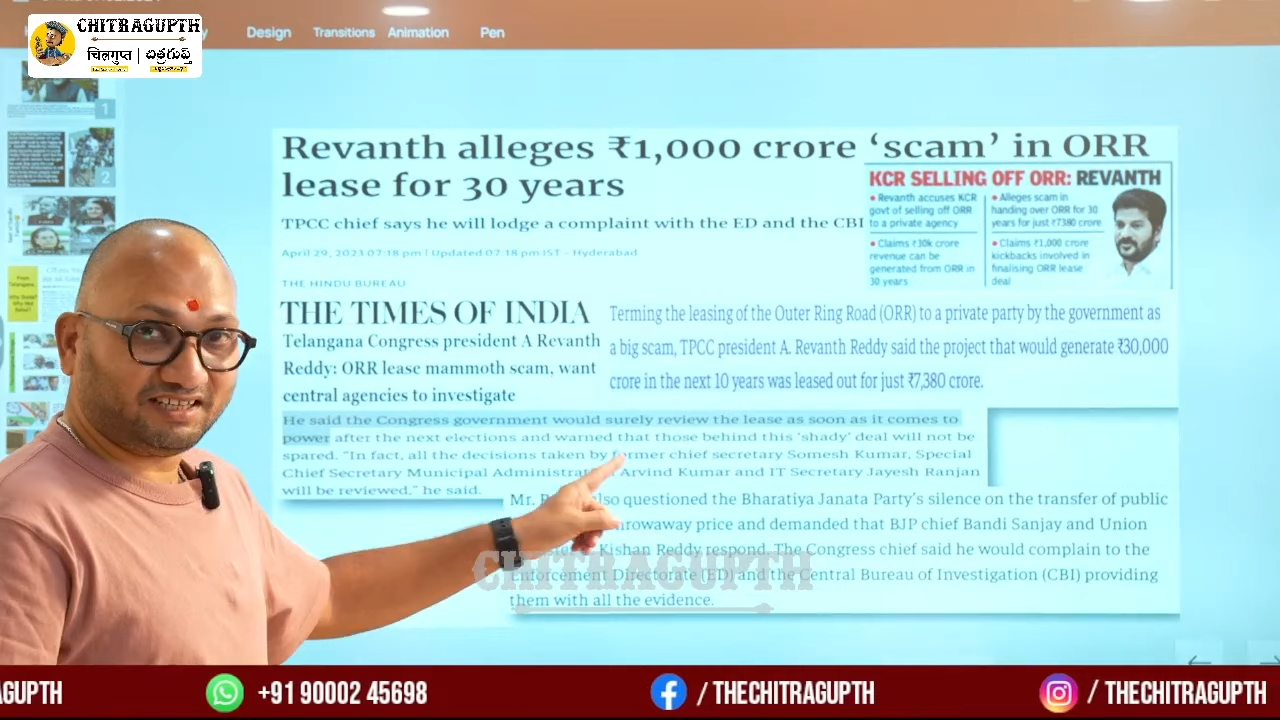 CHITRAGUPTH
चित्रगुप्त | చిత్రగుప్త్
Design Transitions Animation Pen
1
2
Revanth alleges ₹1,000 crore ‘scam’ in ORR
lease for 30 years
TPCC chief says he will lodge a complaint with the ED and the CBI
April 29, 2023 07:18 pm | Updated 07:18 pm IST - Hyderabad
THE HINDU BUREAU
KCR SELLING OFF ORR: REVANTH
• Revanth accuses KCR
govt of selling off ORR
to a private agency
• Claims ₹30k crore
revenue can be
generated from ORR in
30 years
• Alleges scam in
handing over ORR for 30
years for just ₹7380 crore
• Claims ₹1,000 crore
kickbacks involved in
finalising ORR lease
deal
THE TIMES OF INDIA
Telangana Congress president A Revanth
Reddy: ORR lease mammoth scam, want
central agencies to investigate
Terming the leasing of the Outer Ring Road (ORR) to a private party by the government as
a big scam, TPCC president A. Revanth Reddy said the project that would generate ₹30,000
crore in the next 10 years was leased out for just ₹7,380 crore.
He said the Congress government would surely review the lease as soon as it comes to
power after the next elections and warned that those behind this ‘shady’ deal will not be
spared. “In fact, all the decisions taken by former chief secretary Somesh Kumar, Special
Chief Secretary Municipal Arvind Kumar and IT Secretary Jayesh Ranjan
will be reviewed,” he said.
Mr. also questioned the Bharatiya Janata Party’s silence on the transfer of public
throwaway price and demanded that BJP chief Bandi Sanjay and Union
Kishan Reddy respond. The Congress chief said he would complain to the
Enforcement Directorate (ED) and the Central Bureau of Investigation (CBI) providing
them with all the evidence.
CHITRAGUPTH
AGUPTH +91 90002 45698 / THECHITRAGUPTH / THECHITRAGUPTH